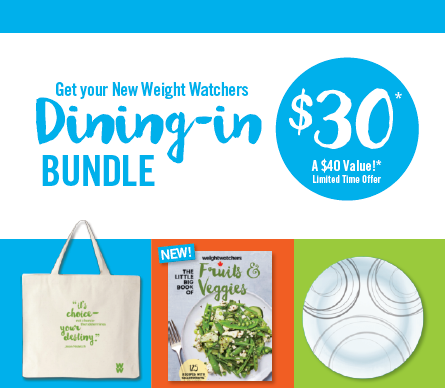 Get your New Weight Watchers
Dining-in
BUNDLE
$30*
A $40 Value!*
Limited Time Offer
"it's
choice—
your
destiny."
NEW!
weightwatchers
THE
LITTLE
BIG
BOOK
OF
Fruits &
Veggies